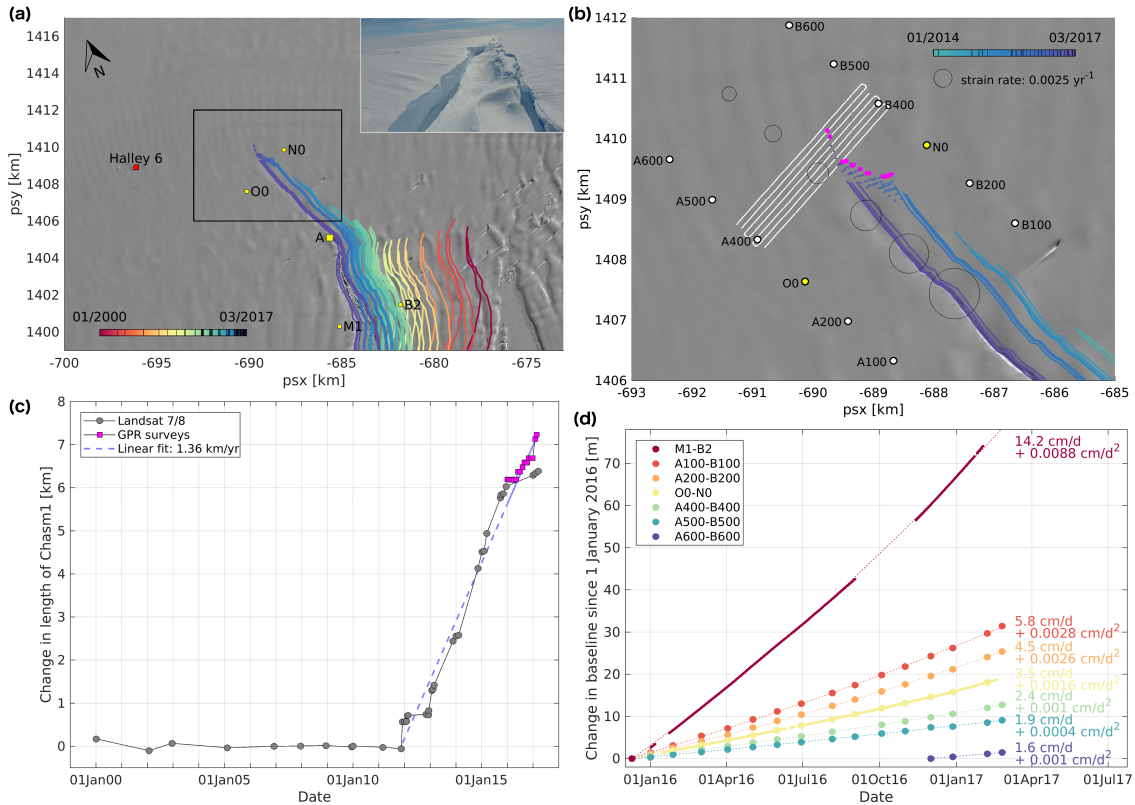 (a)
1416
1414
1412
1410
1408
1406
1404
1402
1400
psy [km]
N
Halley 6
N0
O0
A
B2
M1
01/2000
03/2017
-700
-695
-690
-685
-680
-675
psx [km]
(b)
1412
1411
1410
1409
1408
1407
1406
psy [km]
B600
01/2014
03/2017
B500
strain rate: 0.0025 yr⁻¹
B400
N0
A600
B200
A500
B100
A400
O0
A200
A100
-693
-692
-691
-690
-689
-688
-687
-686
-685
psx [km]
(c)
8
7
6
5
4
3
2
1
0
Change in length of Chasm1 [km]
Landsat 7/8
GPR surveys
Linear fit: 1.36 km/yr
01Jan00
01Jan05
01Jan10
01Jan15
Date
(d)
70
60
50
40
30
20
10
0
Change in baseline since 1 January 2016 [m]
M1-B2
A100-B100
A200-B200
O0-N0
A400-B400
A500-B500
A600-B600
14.2 cm/d
+ 0.0088 cm/d²
5.8 cm/d
+ 0.0028 cm/d²
4.5 cm/d
+ 0.0026 cm/d²
3.5 cm/d
+ 0.0016 cm/d²
2.4 cm/d
+ 0.001 cm/d²
1.9 cm/d
+ 0.0004 cm/d²
1.6 cm/d
+ 0.001 cm/d²
01Jan16
01Apr16
01Jul16
01Oct16
01Jan17
01Apr17
01Jul17
Date